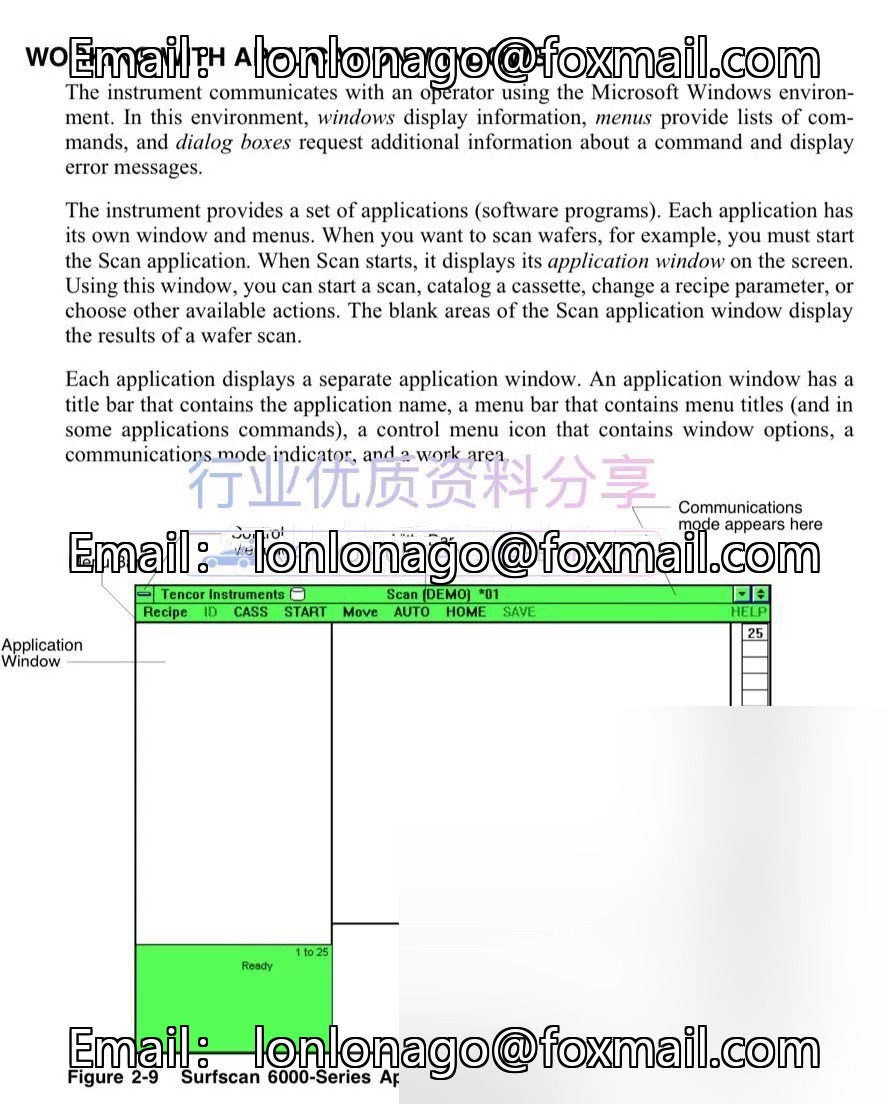 Email： lonlonago@foxmail.com
The instrument communicates with an operator using the Microsoft Windows environ-
ment. In this environment, windows display information, menus provide lists of com-
mands, and dialog boxes request additional information about a command and display
error messages.
The instrument provides a set of applications (software programs). Each application has
its own window and menus. When you want to scan wafers, for example, you must start
the Scan application. When Scan starts, it displays its application window on the screen.
Using this window, you can start a scan, catalog a cassette, change a recipe parameter, or
choose other available actions. The blank areas of the Scan application window display
the results of a wafer scan.
Each application displays a separate application window. An application window has a
title bar that contains the application name, a menu bar that contains menu titles (and in
some applications commands), a control menu icon that contains window options, a
communications mode indicator, and a work area.
行业优质资料分享
Communications
mode appears here
Email： lonlonago@foxmail.com
Tencor Instruments Scan (DEMO) *01
Recipe ID CASS START Move AUTO HOME SAVE HELP
25
Application
Window
1 to 25
Ready
Email： lonlonago@foxmail.com
Figure 2-9 Surfscan 6000-Series